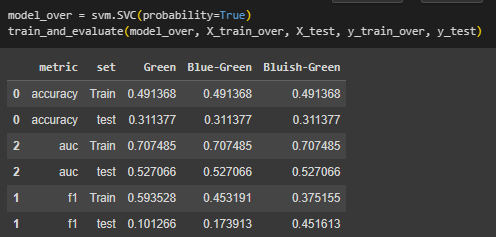 model_over = svm.SVC(probability=True)
train_and_evaluate(model_over, X_train_over, X_test, y_train_over, y_test)
metric set Green Blue-Green Bluish-Green
0 accuracy Train 0.491368 0.491368 0.491368
0 accuracy test 0.311377 0.311377 0.311377
2 auc Train 0.707485 0.707485 0.707485
2 auc test 0.527066 0.527066 0.527066
1 f1 Train 0.593528 0.453191 0.375155
1 f1 test 0.101266 0.173913 0.451613